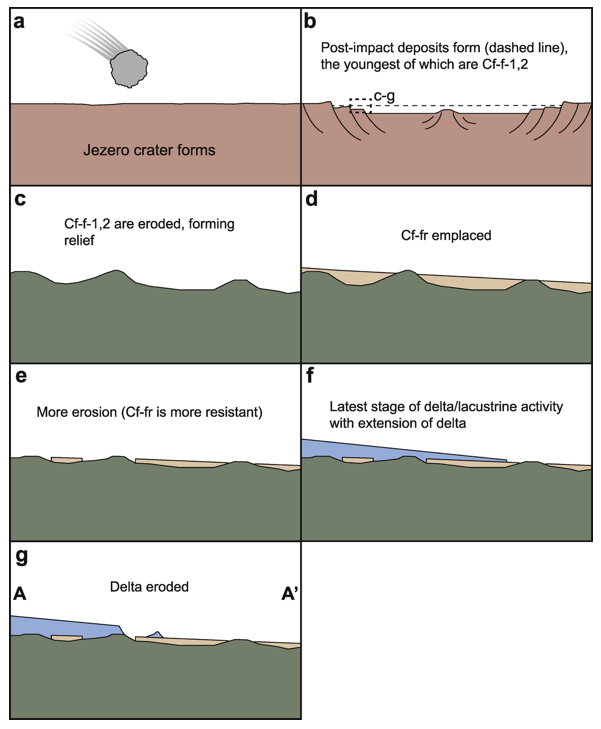 a
Jezero crater forms
b
Post-impact deposits form (dashed line),
the youngest of which are Cf-f-1,2
c-g
c
Cf-f-1,2 are eroded, forming
relief
d
Cf-fr emplaced
e
More erosion (Cf-fr is more resistant)
f
Latest stage of delta/lacustrine activity
with extension of delta
g
Delta eroded
A
A’